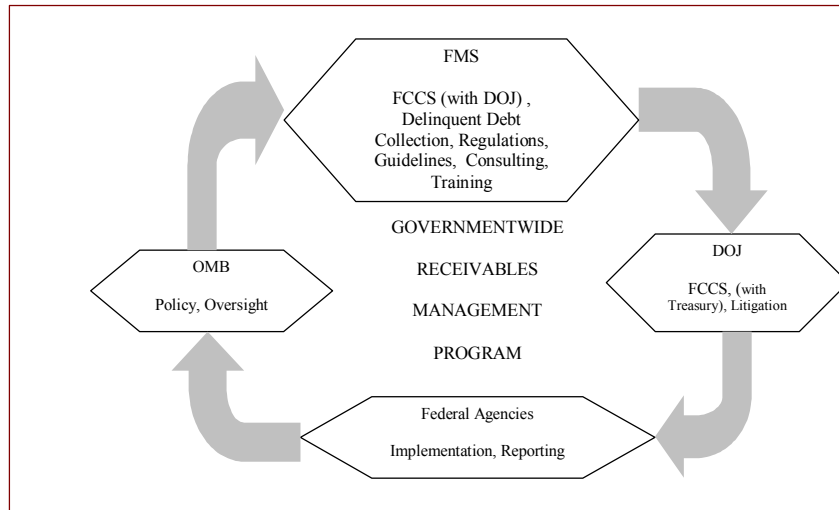 FMS
FCCS (with DOJ) ,
Delinquent Debt
Collection, Regulations,
Guidelines, Consulting,
Training
GOVERNMENTWIDE
RECEIVABLES
MANAGEMENT
PROGRAM
OMB
Policy, Oversight
DOJ
FCCS, (with
Treasury), Litigation
Federal Agencies
Implementation, Reporting